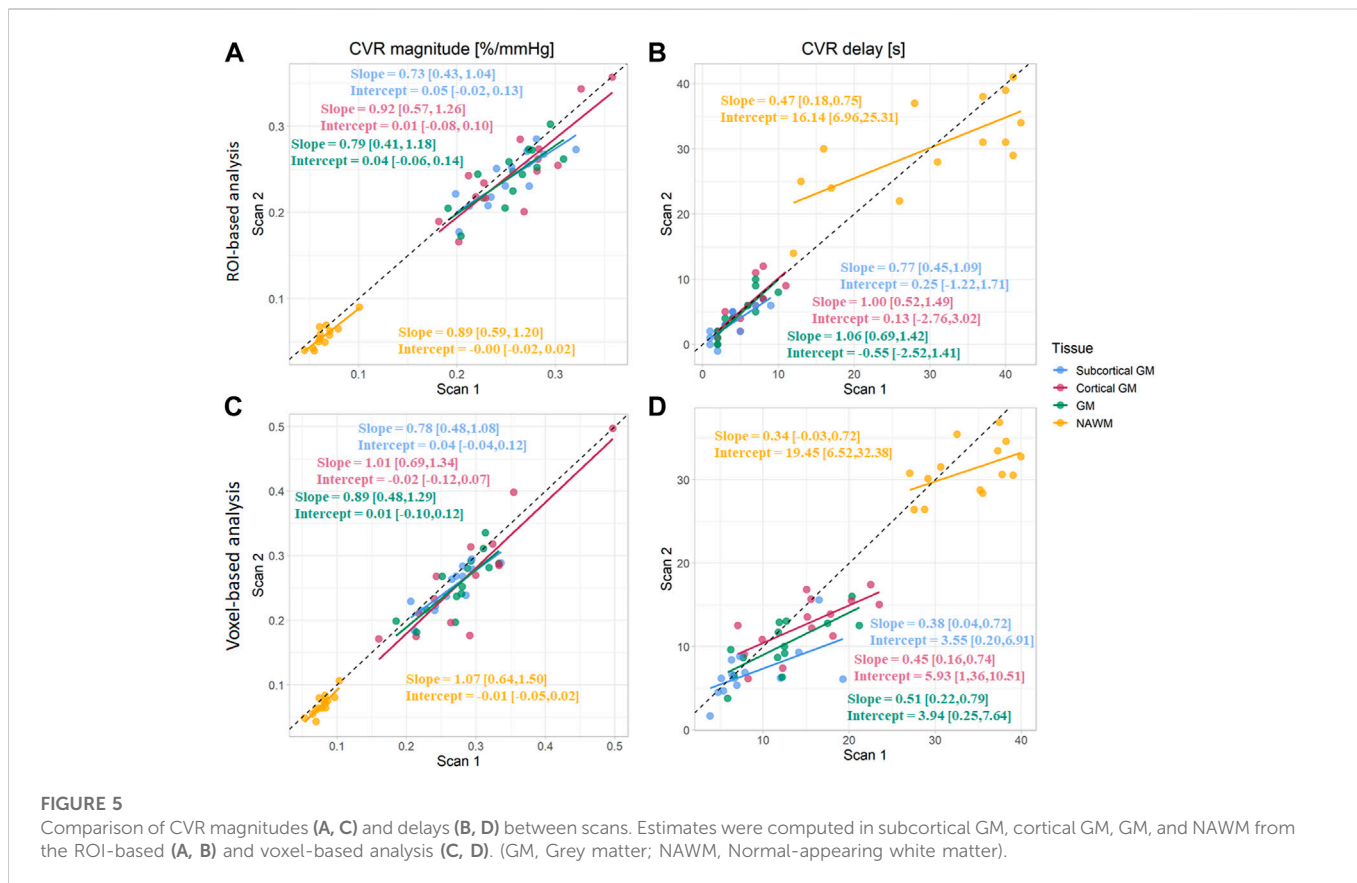 A
CVR magnitude [%/mmHg]
Slope = 0.73 [0.43, 1.04]
Intercept = 0.05 [-0.02, 0.13]
Slope = 0.92 [0.57, 1.26]
Intercept = 0.01 [-0.08, 0.10]
Slope = 0.79 [0.41, 1.18]
Intercept = 0.04 [-0.06, 0.14]
Slope = 0.89 [0.59, 1.20]
Intercept = -0.00 [-0.02, 0.02]
ROI-based analysis
Scan 2
0.3
0.2
0.1
0.1
0.2
0.3
Scan 1
B
CVR delay [s]
Slope = 0.47 [0.18,0.75]
Intercept = 16.14 [6.96,25.31]
Slope = 0.77 [0.45,1.09]
Intercept = 0.25 [-1.22,1.71]
Slope = 1.00 [0.52,1.49]
Intercept = 0.13 [-2.76,3.02]
Slope = 1.06 [0.69,1.42]
Intercept = -0.55 [-2.52,1.41]
Scan 2
40
30
20
10
0
0
10
20
30
40
Scan 1
Tissue
Subcortical GM
Cortical GM
GM
NAWM
C
Slope = 0.78 [0.48,1.08]
Intercept = 0.04 [-0.04,0.12]
Slope = 1.01 [0.69,1.34]
Intercept = -0.02 [-0.12,0.07]
Slope = 0.89 [0.48,1.29]
Intercept = 0.01 [-0.10,0.12]
Slope = 1.07 [0.64,1.50]
Intercept = -0.01 [-0.05,0.02]
Voxel-based analysis
Scan 2
0.5
0.4
0.3
0.2
0.1
0.0
0.1
0.2
0.3
0.4
0.5
Scan 1
D
Slope = 0.34 [-0.03,0.72]
Intercept = 19.45 [6.52,32.38]
Slope = 0.38 [0.04,0.72]
Intercept = 3.55 [0.20,6.91]
Slope = 0.45 [0.16,0.74]
Intercept = 5.93 [1,36,10.51]
Slope = 0.51 [0.22,0.79]
Intercept = 3.94 [0.25,7.64]
Scan 2
30
20
10
0
10
20
30
40
Scan 1
FIGURE 5
Comparison of CVR magnitudes (A, C) and delays (B, D) between scans. Estimates were computed in subcortical GM, cortical GM, GM, and NAWM from
the ROI-based (A, B) and voxel-based analysis (C, D). (GM, Grey matter; NAWM, Normal-appearing white matter).